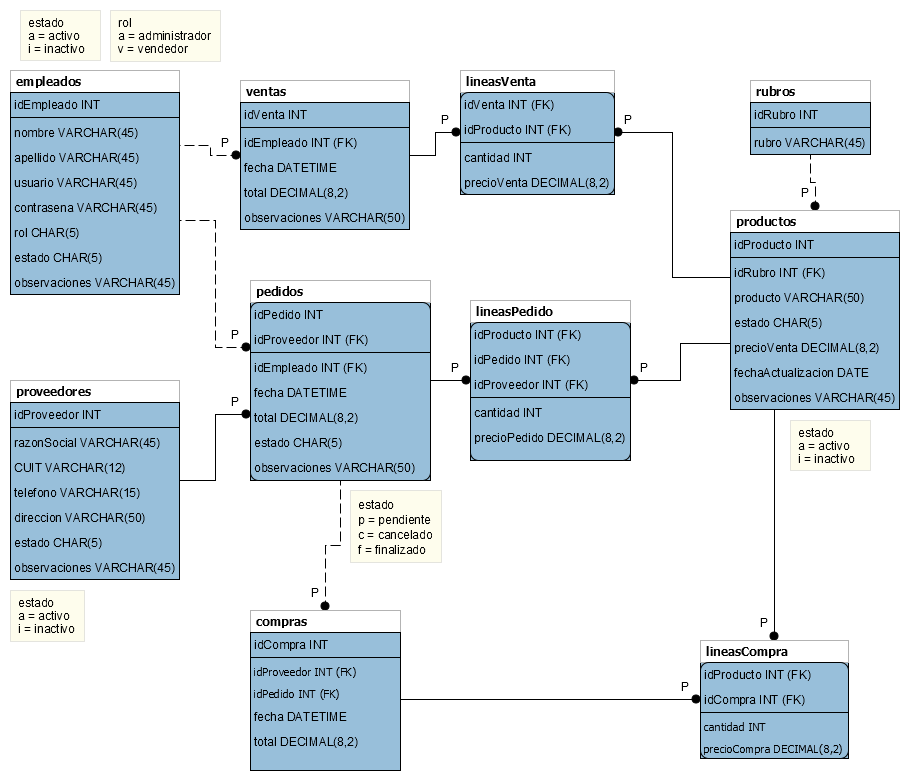 estado
a = activo
i = inactivo
rol
a = administrador
v = vendedor
empleados
idEmpleado INT
nombre VARCHAR(45)
apellido VARCHAR(45)
usuario VARCHAR(45)
contrasena VARCHAR(45)
rol CHAR(5)
estado CHAR(5)
observaciones VARCHAR(45)
P
ventas
idVenta INT
idEmpleado INT (FK)
fecha DATETIME
total DECIMAL(8,2)
observaciones VARCHAR(50)
P
lineasVenta
idVenta INT (FK)
idProducto INT (FK)
cantidad INT
precioVenta DECIMAL(8,2)
P
rubros
idRubro INT
rubro VARCHAR(45)
P
productos
idProducto INT
idRubro INT (FK)
producto VARCHAR(50)
estado CHAR(5)
precioVenta DECIMAL(8,2)
fechaActualizacion DATE
observaciones VARCHAR(45)
estado
a = activo
i = inactivo
P
pedidos
idPedido INT
idProveedor INT (FK)
idEmpleado INT (FK)
fecha DATETIME
total DECIMAL(8,2)
estado CHAR(5)
observaciones VARCHAR(50)
estado
p = pendiente
c = cancelado
f = finalizado
P
lineasPedido
idProducto INT (FK)
idPedido INT (FK)
idProveedor INT (FK)
cantidad INT
precioPedido DECIMAL(8,2)
P
proveedores
idProveedor INT
razonSocial VARCHAR(45)
CUIT VARCHAR(12)
telefono VARCHAR(15)
direccion VARCHAR(50)
estado CHAR(5)
observaciones VARCHAR(45)
P
estado
a = activo
i = inactivo
P
compras
idCompra INT
idProveedor INT (FK)
idPedido INT (FK)
fecha DATETIME
total DECIMAL(8,2)
P
P
lineasCompra
idProducto INT (FK)
idCompra INT (FK)
cantidad INT
precioCompra DECIMAL(8,2)